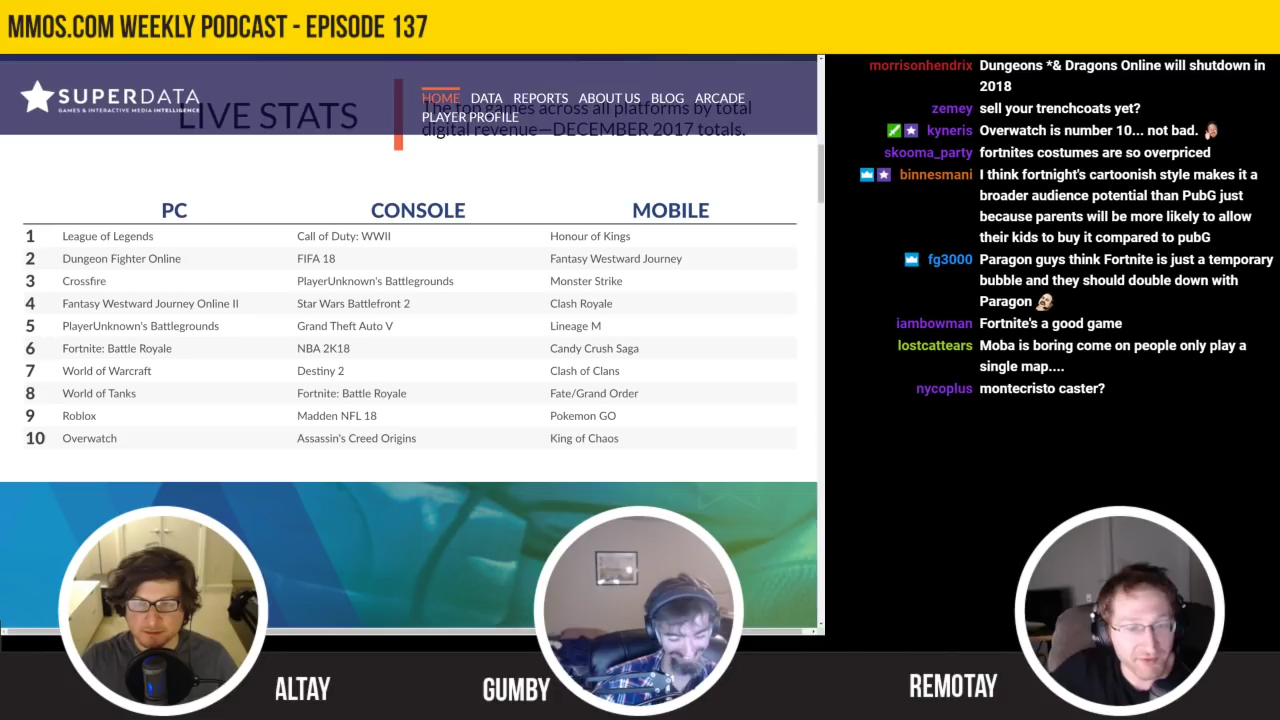 MMOS.COM WEEKLY PODCAST - EPISODE 137
SUPERDATA
GAMES & INTERACTIVE MEDIA INTELLIGENCE
HOME DATA REPORTS ABOUT US BLOG ARCADE
PLAYER PROFILE
LIVE STATS
The top games across all platforms by total
digital revenue—DECEMBER 2017 totals.
PC CONSOLE MOBILE
1 League of Legends Call of Duty: WWII Honour of Kings
2 Dungeon Fighter Online FIFA 18 Fantasy Westward Journey
3 Crossfire PlayerUnknown's Battlegrounds Monster Strike
4 Fantasy Westward Journey Online II Star Wars Battlefront 2 Clash Royale
5 PlayerUnknown's Battlegrounds Grand Theft Auto V Lineage M
6 Fortnite: Battle Royale NBA 2K18 Candy Crush Saga
7 World of Warcraft Destiny 2 Clash of Clans
8 World of Tanks Fortnite: Battle Royale Fate/Grand Order
9 Roblox Madden NFL 18 Pokemon GO
10 Overwatch Assassin's Creed Origins King of Chaos
morrisonhendrix Dungeons *& Dragons Online will shutdown in
2018
zemey sell your trenchcoats yet?
kyneris Overwatch is number 10... not bad.
skooma_party fortnites costumes are so overpriced
binnesmani I think fortnight's cartoonish style makes it a
broader audience potential than PubG just
because parents will be more likely to allow
their kids to buy it compared to pubG
fg3000 Paragon guys think Fortnite is just a temporary
bubble and they should double down with
Paragon
iambowman Fortnite's a good game
lostcattears Moba is boring come on people only play a
single map....
nycoplus montecristo caster?
ALTAY
GUMBY
REMOTAY